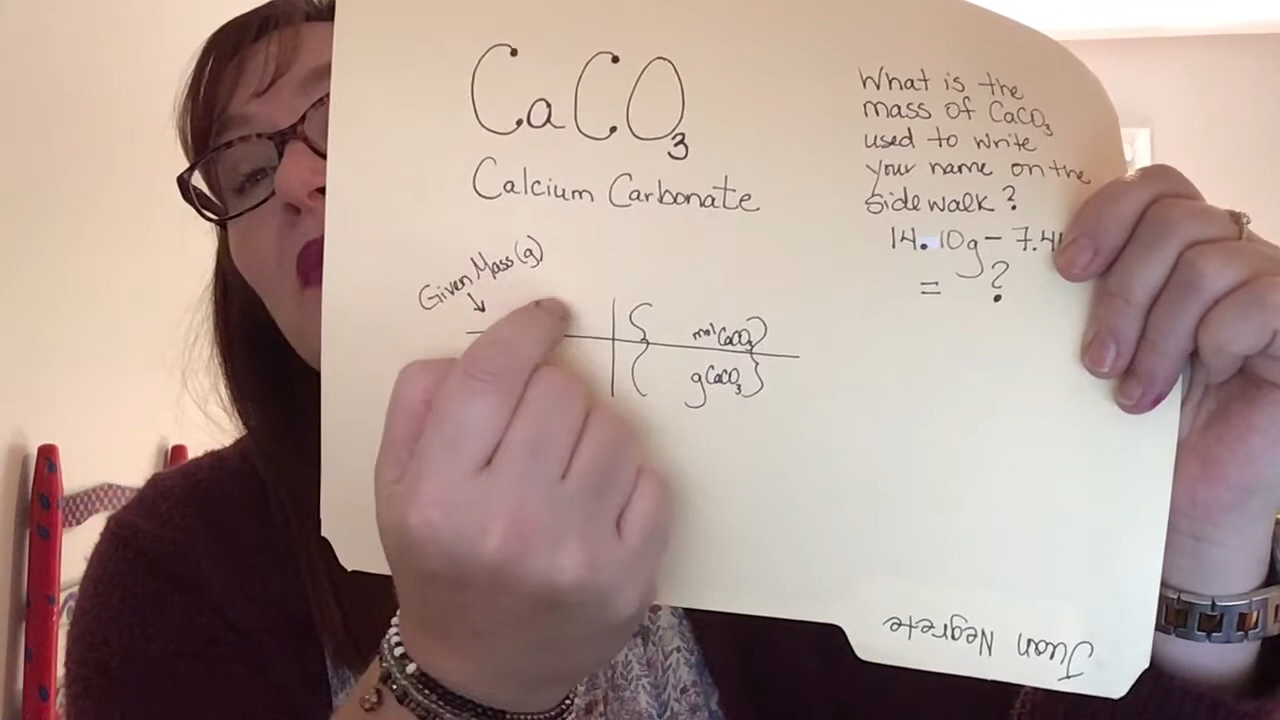 CaCO3
Calcium Carbonate
Given Mass(g)
mol CaCO3
g CaCO3
What is the
mass of CaCO3
used to write
your name on the
sidewalk?
14.10g - 7.4
= ?
Juan Negrete